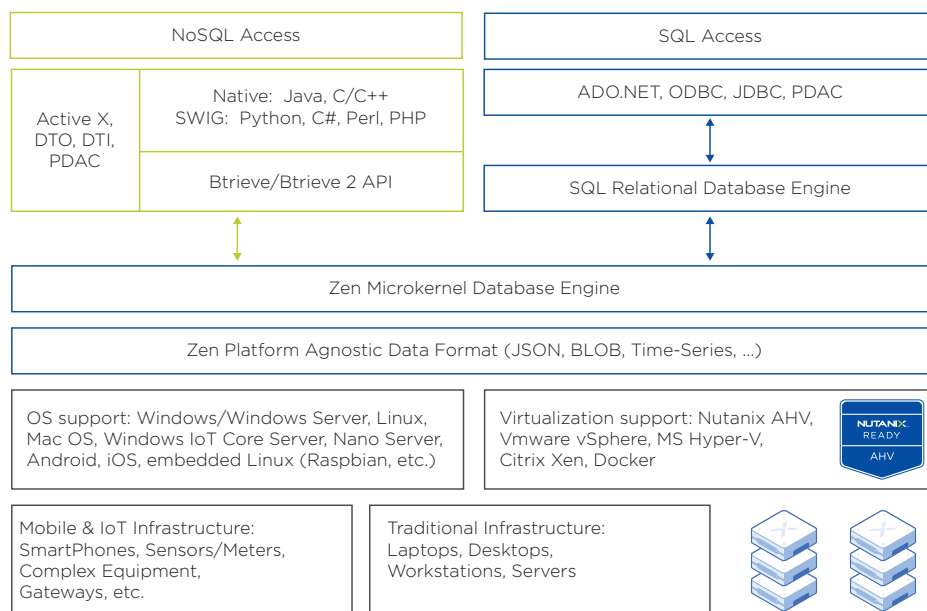 NoSQL Access
SQL Access
Active X,
DTO, DTI,
PDAC
Native: Java, C/C++
SWIG: Python, C#, Perl, PHP
Btrieve/Btrieve 2 API
ADO.NET, ODBC, JDBC, PDAC
SQL Relational Database Engine
Zen Microkernel Database Engine
Zen Platform Agnostic Data Format (JSON, BLOB, Time-Series, ...)
OS support: Windows/Windows Server, Linux,
Mac OS, Windows IoT Core Server, Nano Server,
Android, iOS, embedded Linux (Raspbian, etc.)
Virtualization support: Nutanix AHV,
Vmware vSphere, MS Hyper-V,
Citrix Xen, Docker
NUTANIX
READY
AHV
Mobile & IoT Infrastructure:
SmartPhones, Sensors/Meters,
Complex Equipment,
Gateways, etc.
Traditional Infrastructure:
Laptops, Desktops,
Workstations, Servers